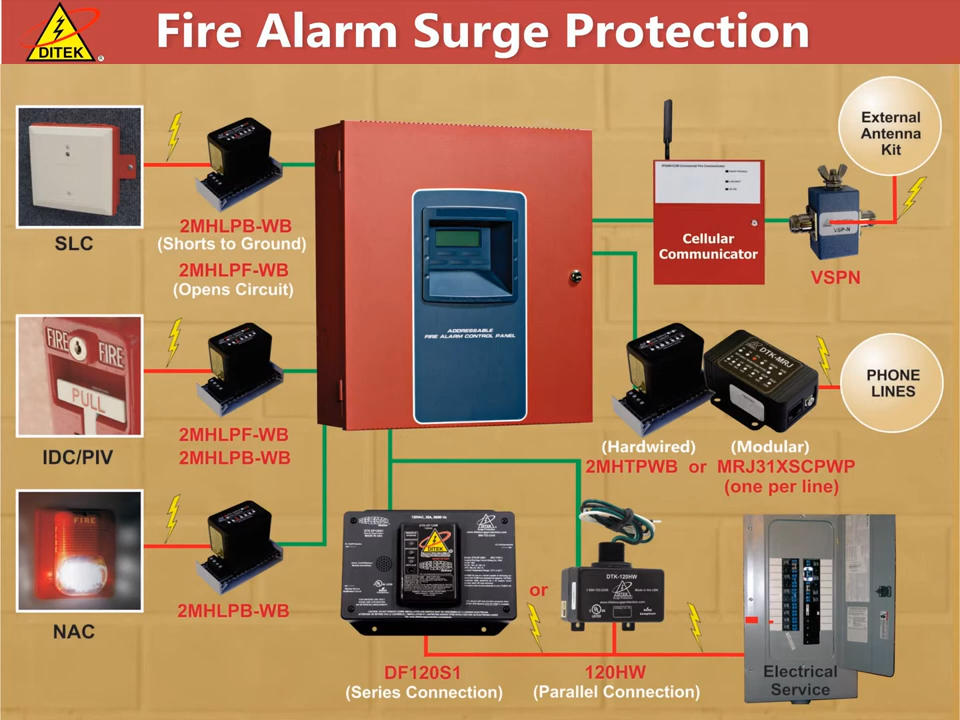 DITEK
®
Fire Alarm Surge Protection
SLC
2MHLPB-WB
(Shorts to Ground)
2MHLPF-WB
(Opens Circuit)
FIRE FIRE
PULL
IDC/PIV
2MHLPF-WB
2MHLPB-WB
FIRE
NAC
2MHLPB-WB
ADDRESSABLE
FIRE ALARM CONTROL PANEL
Cellular
Communicator
External
Antenna
Kit
VSP-N
VSPN
DTK-MRJ
PHONE
LINES
(Hardwired) (Modular)
2MHTPWB or MRJ31XSCPWP
(one per line)
DITEK
DF120S1
(Series Connection)
or
DITEK
DTK-120HW
120HW
(Parallel Connection)
Electrical
Service